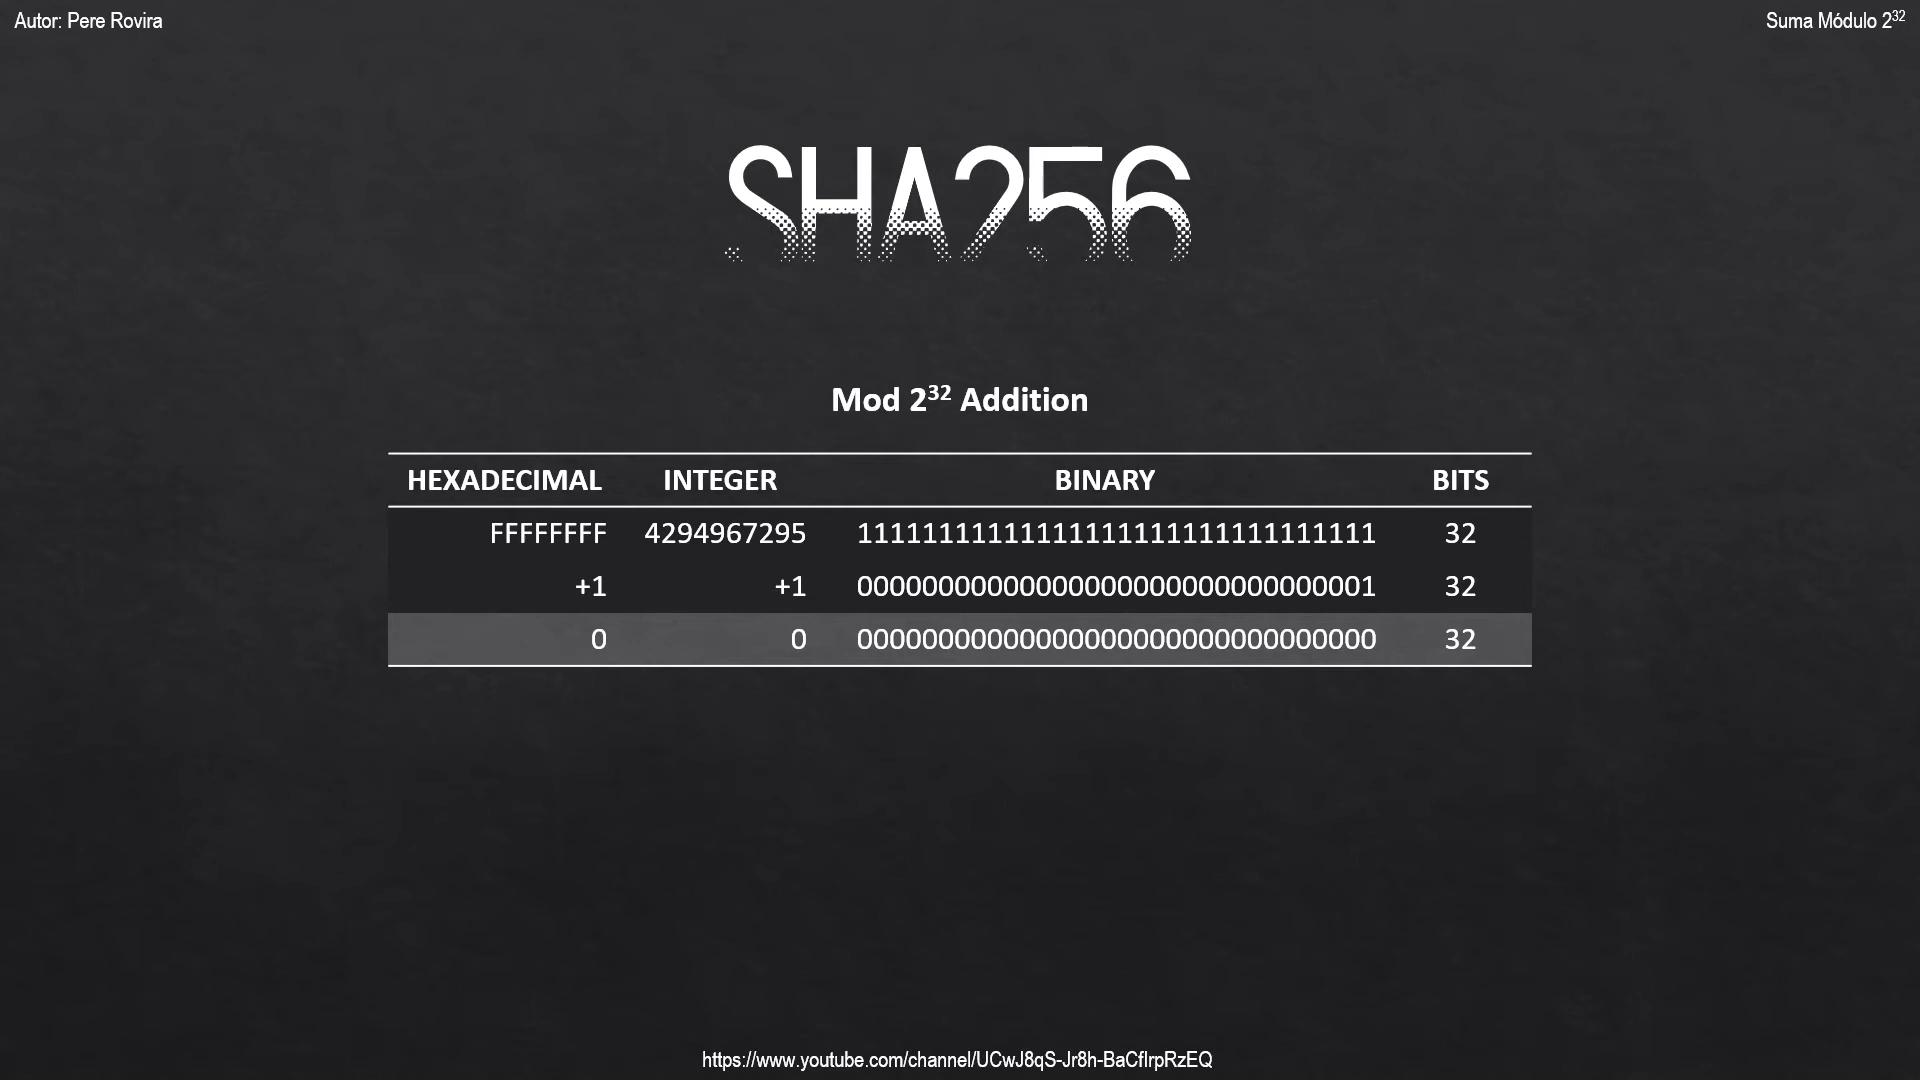 Autor: Pere Rovira
Suma Módulo 2³²
SHA256
Mod 2³² Addition
HEXADECIMAL INTEGER BINARY BITS
FFFFFFFF 4294967295 11111111111111111111111111111111 32
+1 +1 00000000000000000000000000000001 32
0 0 00000000000000000000000000000000 32
https://www.youtube.com/channel/UCwJ8qS-Jr8h-BaCfIrpRzEQ